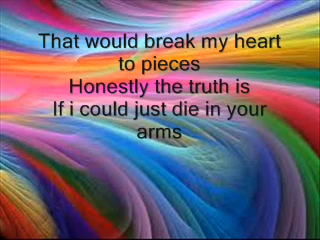 That would break my heart
to pieces
Honestly the truth is
If i could just die in your
arms